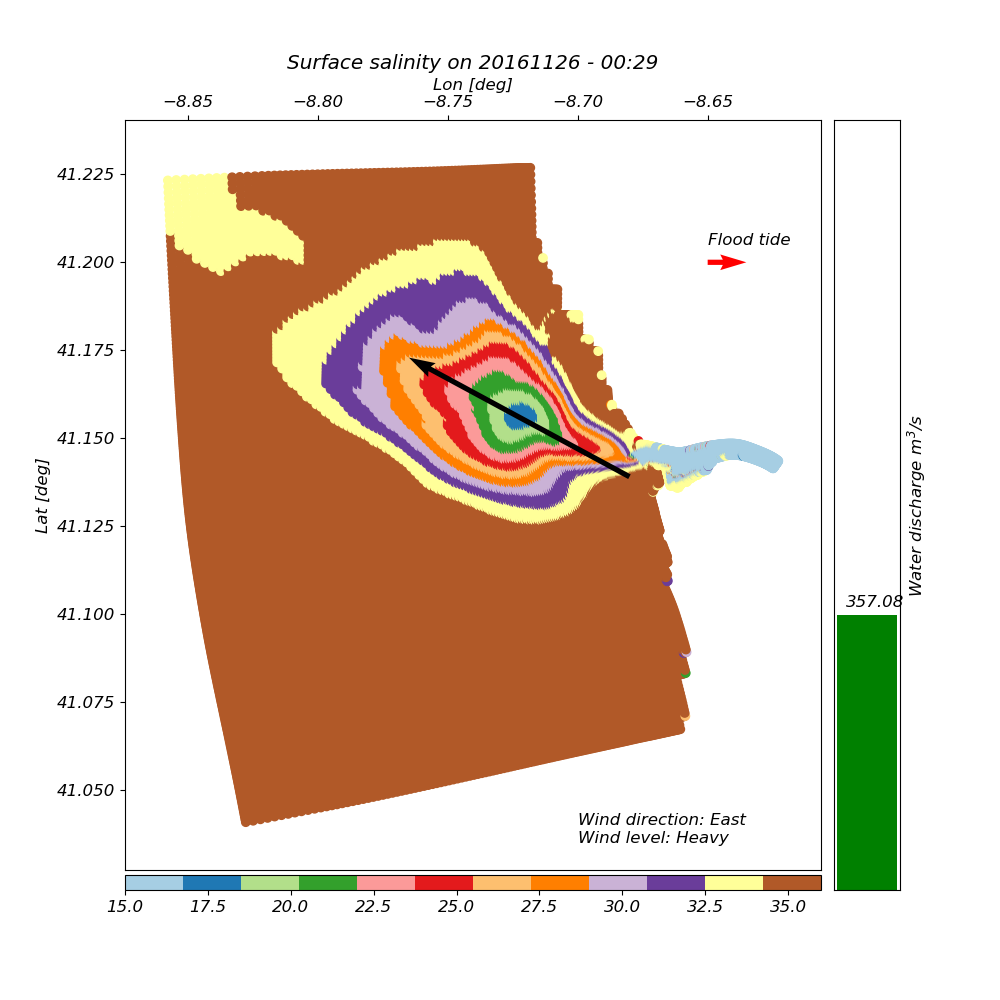 Surface salinity on 20161126 - 00:29
Lon [deg]
−8.85 −8.80 −8.75 −8.70 −8.65
41.225
41.200
41.175
41.150
41.125
41.100
41.075
41.050
Lat [deg]
Flood tide
Wind direction: East
Wind level: Heavy
357.08
Water discharge m³/s
15.0 17.5 20.0 22.5 25.0 27.5 30.0 32.5 35.0